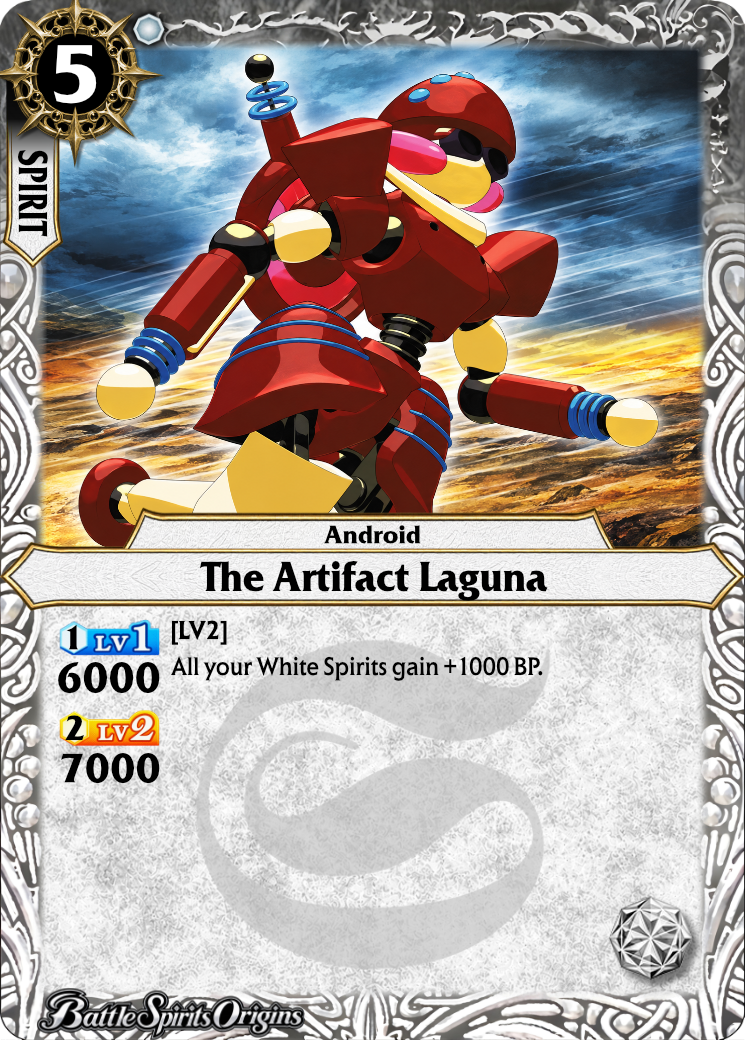 5
SPIRIT
Android
The Artifact Laguna
1 LV1
6000
[LV2]
All your White Spirits gain +1000 BP.
2 LV2
7000
Battle Spirits Origins